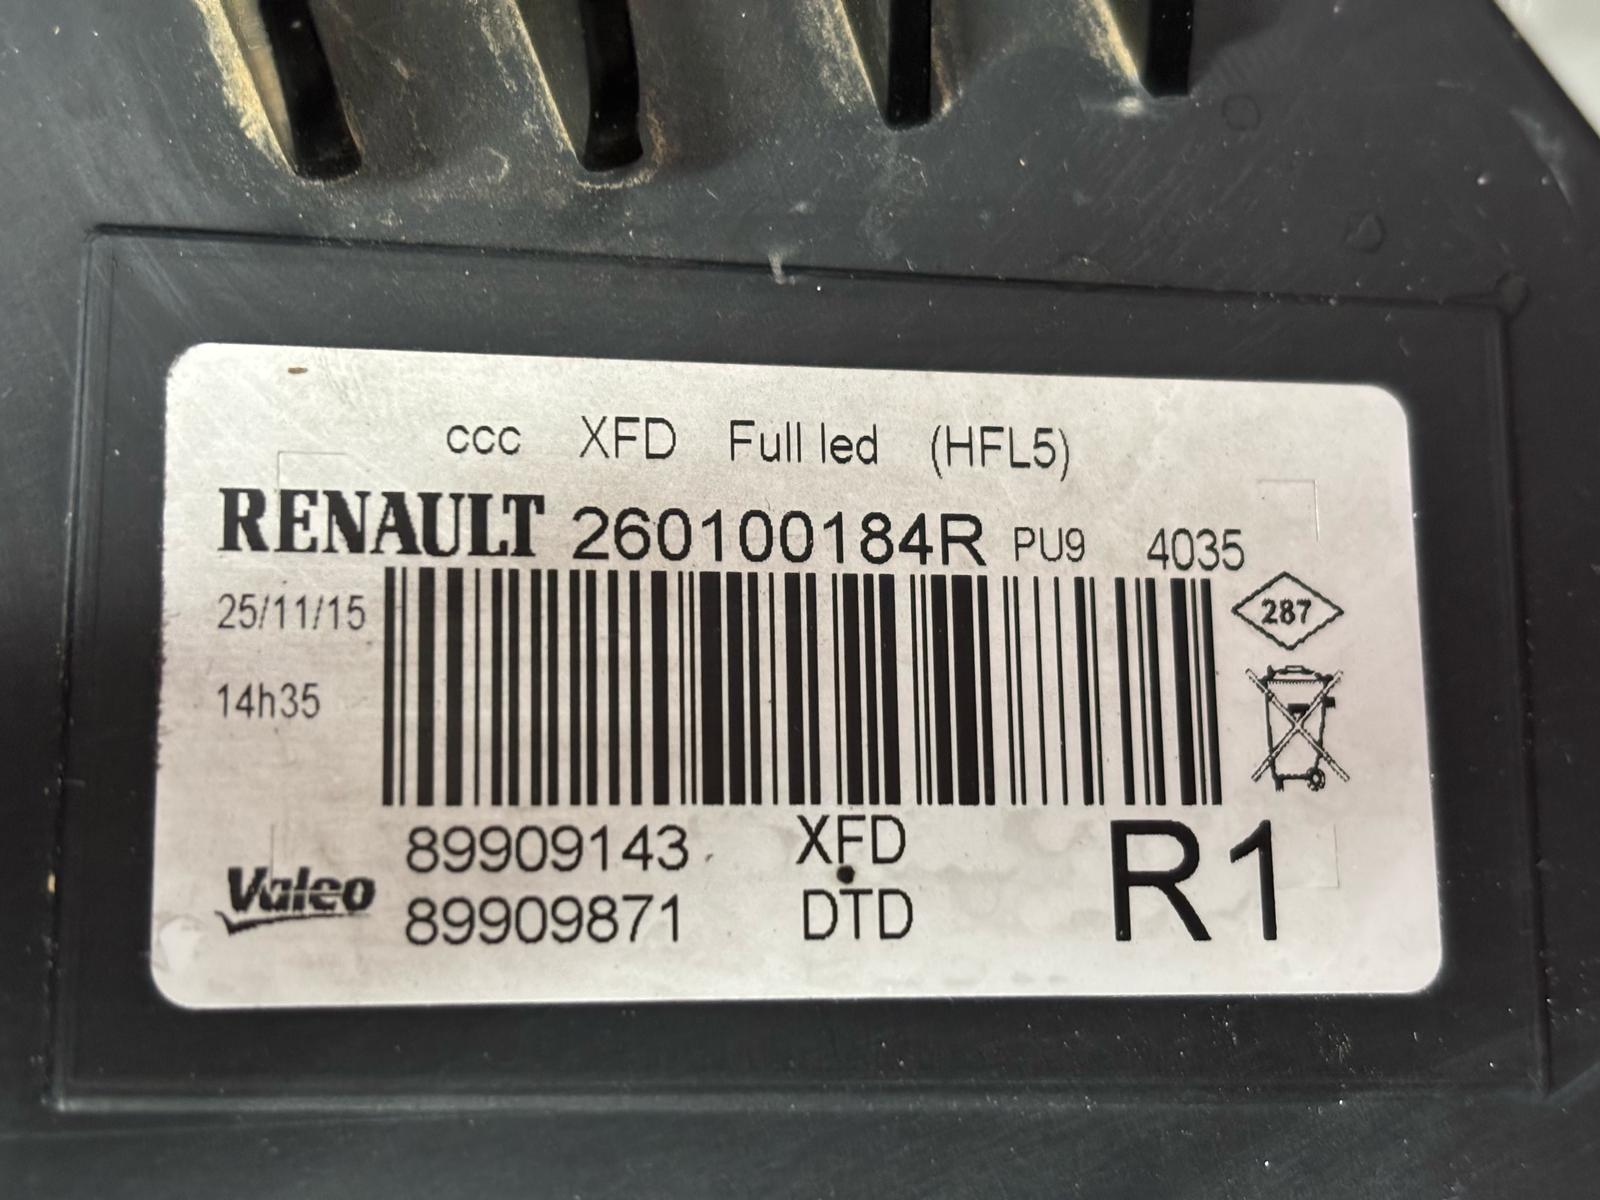 ccc XFD Full led (HFL5)
RENAULT 260100184R PU9 4035
25/11/15
287
14h35
89909143 XFD
Valeo 89909871 DTD
R1